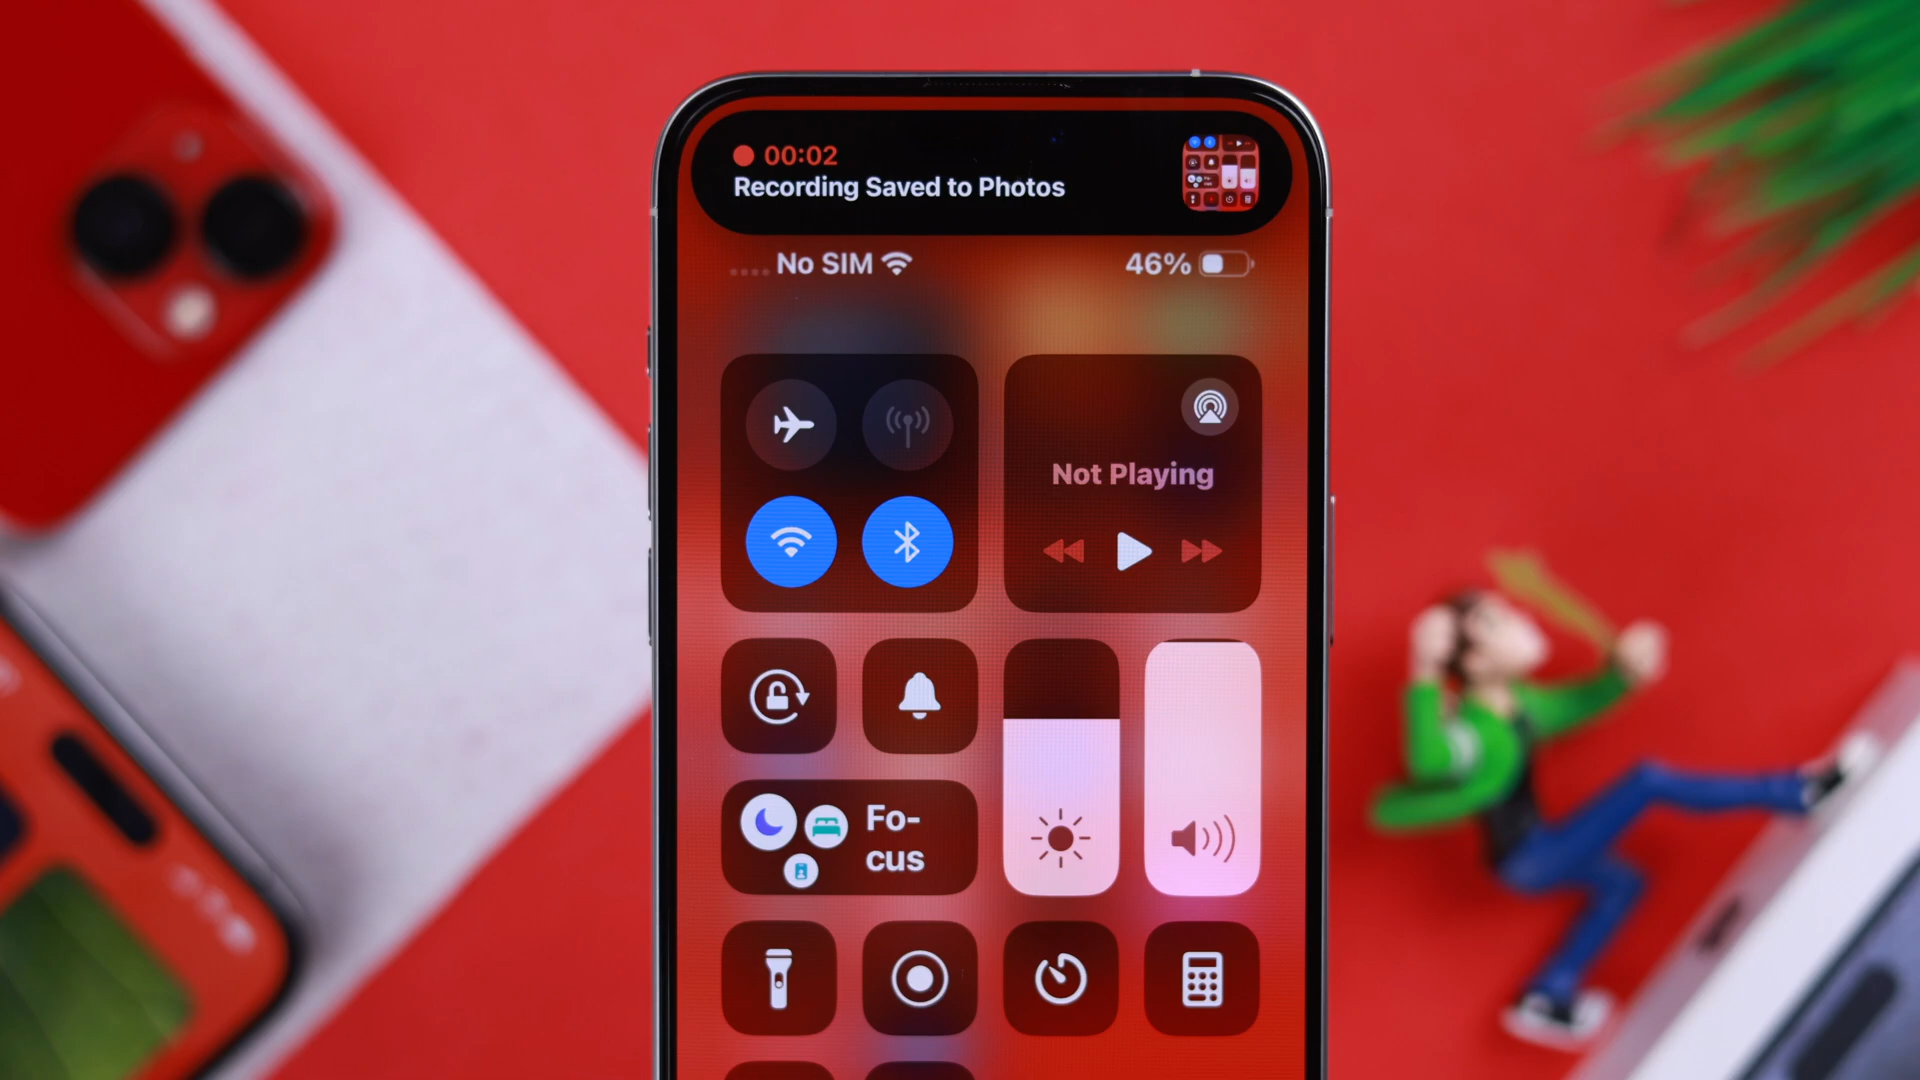 00:02
Recording Saved to Photos
No SIM 46%
Not Playing
Fo-
cus